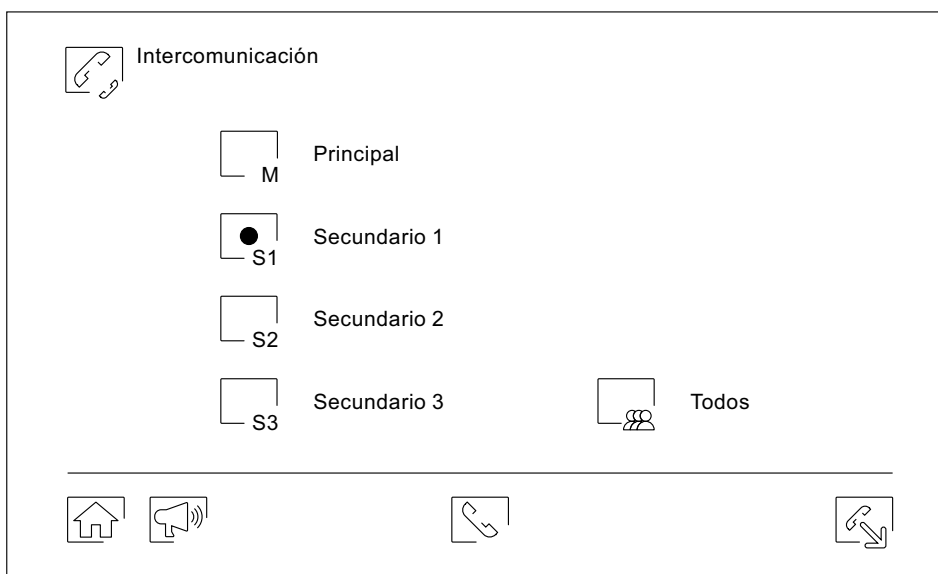 Intercomunicación
M Principal
S1 Secundario 1
S2 Secundario 2
S3 Secundario 3
Todos